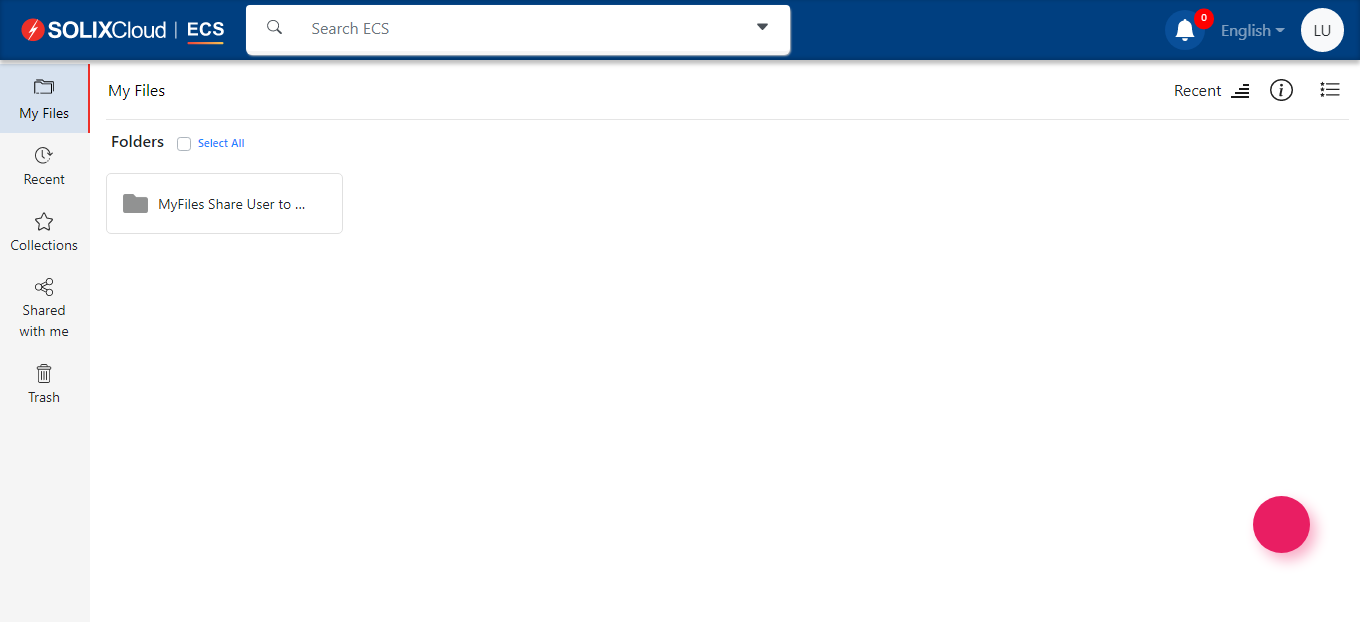 SOLIXCloud | ECS
Search ECS
0
English
LU
My Files
Recent
Collections
Shared
with me
Trash
My Files
Recent
Folders
Select All
MyFiles Share User to ...